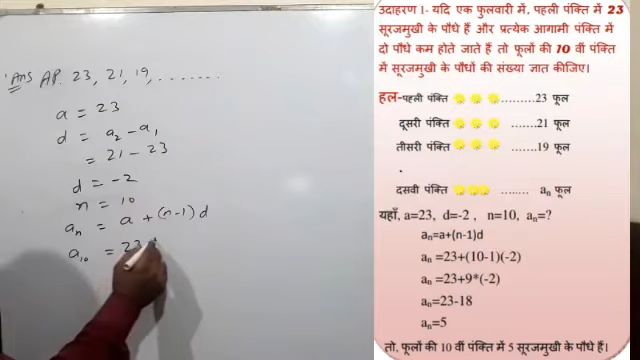 Ans AP. 23, 21, 19, .......
a = 23
d = a₂ - a₁
= 21 - 23
d = -2
n = 10
aₙ = a + (n-1) d
a₁₀ = 23
उदाहरण 1- यदि एक फुलवारी में, पहली पंक्ति में 23
सूरजमुखी के पौधे हैं और प्रत्येक आगामी पंक्ति में
दो पौधे कम होते जाते हैं तो फूलों की 10 वीं पंक्ति
में सूरजमुखी के पौधों की संख्या ज्ञात कीजिए।
हल-पहली पंक्ति .........23 फूल
दूसरी पंक्ति .......21 फूल
तीसरी पंक्ति .......19 फूल
.
दसवी पंक्ति ........ aₙ फूल
यहाँ, a=23, d=-2 n=10, aₙ=?
aₙ=a+(n-1)d
aₙ =23+(10-1)(-2)
aₙ =23+9*(-2)
aₙ=23-18
aₙ=5
तो, फूलों की 10 वीं पंक्ति में 5 सूरजमुखी के पौधे हैं।